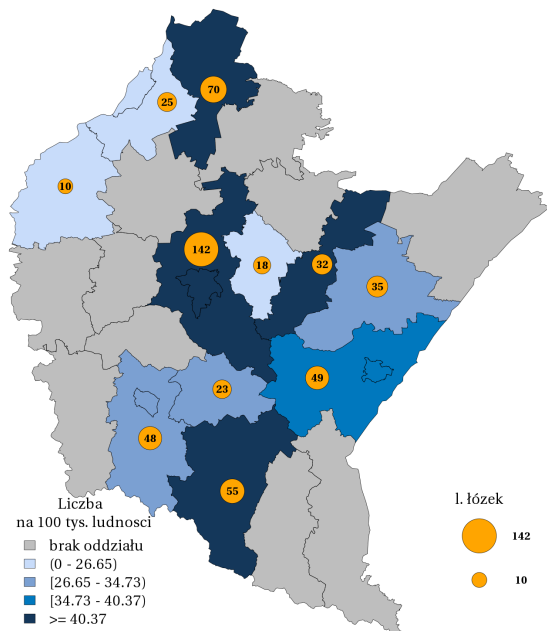 70
25
10
142
18
32
35
49
23
48
55
Liczba
na 100 tys. ludnosci
brak oddziału
(0 - 26.65)
[26.65 - 34.73)
[34.73 - 40.37)
>= 40.37
l. łózek
142
10